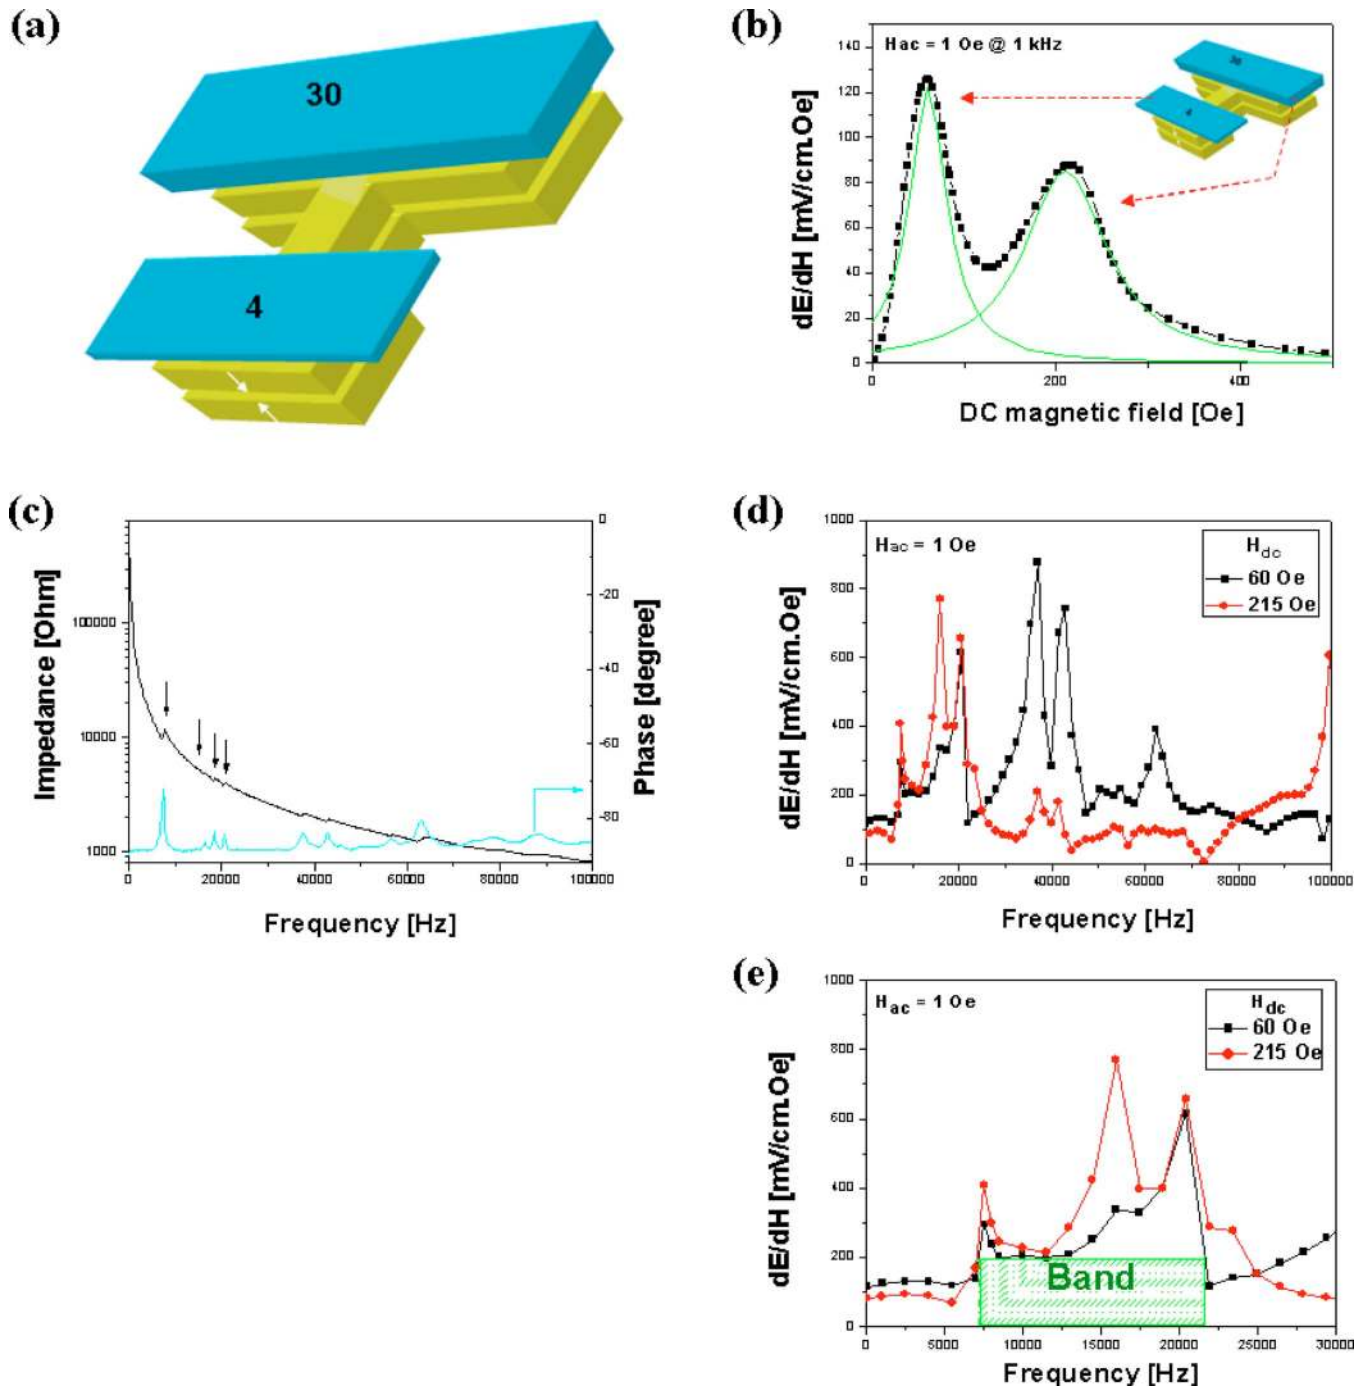 (a)
30
4
(b)
Hac = 1 Oe @ 1 kHz
140
120
100
80
60
40
20
0
dE/dH [mV/cm.Oe]
30
4
0
200
400
DC magnetic field [Oe]
(c)
Impedance [Ohm]
100000
10000
1000
0
-20
-40
-60
-80
Phase [degree]
0
20000
40000
60000
80000
100000
Frequency [Hz]
(d)
Hac = 1 Oe
Hdc
60 Oe
215 Oe
1000
800
600
400
200
0
dE/dH [mV/cm.Oe]
0
20000
40000
60000
80000
100000
Frequency [Hz]
(e)
Hac = 1 Oe
Hdc
60 Oe
215 Oe
1000
800
600
400
200
0
dE/dH [mV/cm.Oe]
Band
0
5000
10000
15000
20000
25000
30000
Frequency [Hz]